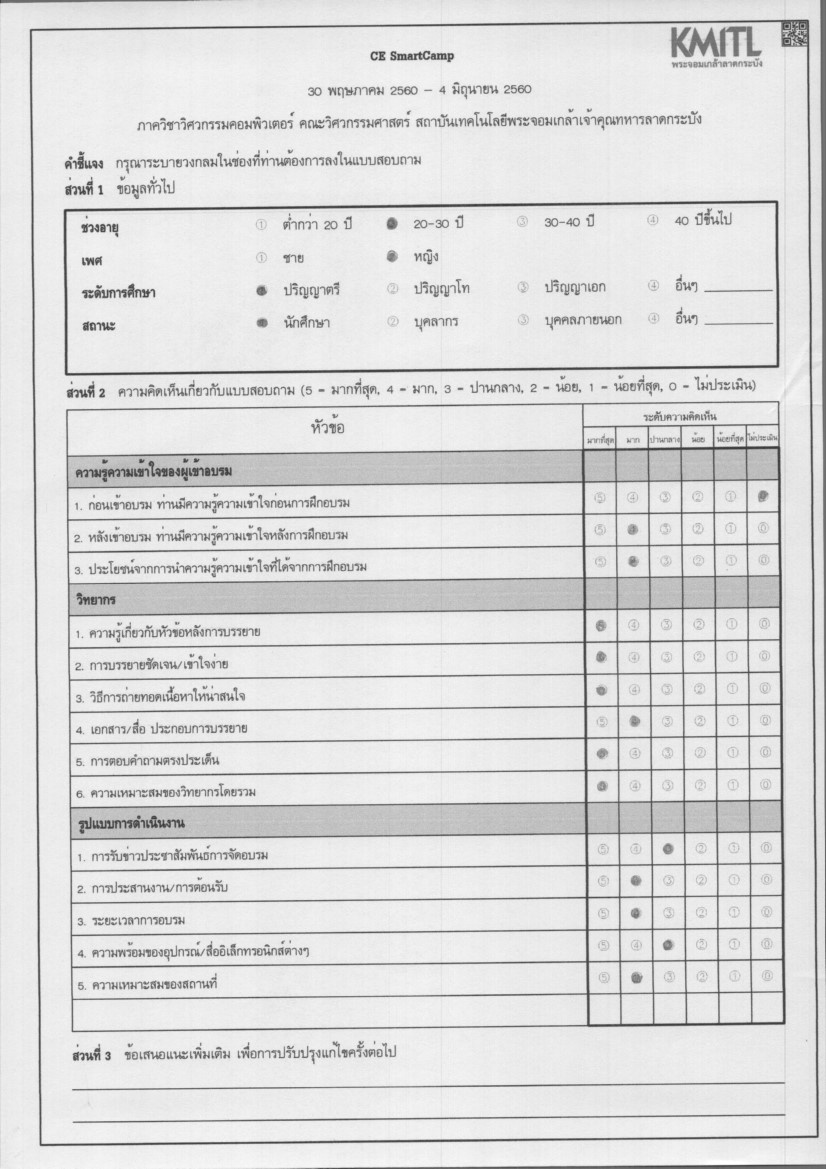 KMITL
พระจอมเกล้าลาดกระบัง
CE SmartCamp
30 พฤษภาคม 2560 – 4 มิถุนายน 2560
ภาควิชาวิศวกรรมคอมพิวเตอร์ คณะวิศวกรรมศาสตร์ สถาบันเทคโนโลยีพระจอมเกล้าเจ้าคุณทหารลาดกระบัง
คำชี้แจง กรุณาระบายวงกลมในช่องที่ท่านต้องการลงในแบบสอบถาม
ส่วนที่ 1 ข้อมูลทั่วไป
ช่วงอายุ ① ต่ำกว่า 20 ปี ● 20-30 ปี ③ 30-40 ปี ④ 40 ปีขึ้นไป
เพศ ① ชาย ● หญิง
ระดับการศึกษา ● ปริญญาตรี ② ปริญญาโท ③ ปริญญาเอก ④ อื่นๆ
สถานะ ● นักศึกษา ② บุคลากร ③ บุคคลภายนอก ④ อื่นๆ
ส่วนที่ 2 ความคิดเห็นเกี่ยวกับแบบสอบถาม (5 – มากที่สุด, 4 – มาก, 3 – ปานกลาง, 2 – น้อย, 1 – น้อยที่สุด, 0 – ไม่ประเมิน)
หัวข้อ ระดับความคิดเห็น
มากที่สุด มาก ปานกลาง น้อย น้อยที่สุด ไม่ประเมิน
ความรู้ความเข้าใจของผู้เข้าอบรม
1. ก่อนเข้าอบรม ท่านมีความรู้ความเข้าใจก่อนการฝึกอบรม ⑤ ④ ③ ② ① ●
2. หลังเข้าอบรม ท่านมีความรู้ความเข้าใจหลังการฝึกอบรม ⑤ ● ③ ② ① ⓪
3. ประโยชน์จากการนำความรู้ความเข้าใจที่ได้จากการฝึกอบรม ⑤ ● ③ ② ① ⓪
วิทยากร
1. ความรู้เกี่ยวกับหัวข้อหลังการบรรยาย ● ④ ③ ② ① ⓪
2. การบรรยายชัดเจน/เข้าใจง่าย ● ④ ③ ② ① ⓪
3. วิธีการถ่ายทอดเนื้อหาให้น่าสนใจ ● ④ ③ ② ① ⓪
4. เอกสาร/สื่อ ประกอบการบรรยาย ⑤ ● ③ ② ① ⓪
5. การตอบคำถามตรงประเด็น ● ④ ③ ② ① ⓪
6. ความเหมาะสมของวิทยากรโดยรวม ● ④ ③ ② ① ⓪
รูปแบบการดำเนินงาน
1. การรับข่าวประชาสัมพันธ์การจัดอบรม ⑤ ④ ● ② ① ⓪
2. การประสานงาน/การต้อนรับ ⑤ ● ③ ② ① ⓪
3. ระยะเวลาการอบรม ⑤ ● ③ ② ① ⓪
4. ความพร้อมของอุปกรณ์/สื่ออิเล็กทรอนิกส์ต่างๆ ⑤ ④ ● ② ① ⓪
5. ความเหมาะสมของสถานที่ ⑤ ● ③ ② ① ⓪
ส่วนที่ 3 ข้อเสนอแนะเพิ่มเติม เพื่อการปรับปรุงแก้ไขครั้งต่อไป